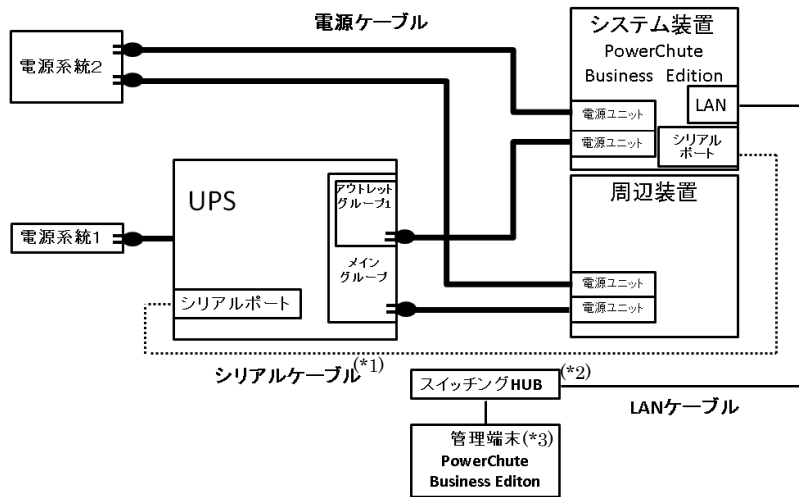 電源ケーブル
電源系統2
システム装置
PowerChute
Business Edition
LAN
電源ユニット
電源ユニット
シリアル
ポート
UPS
アウトレット
グループ1
メイン
グループ
電源系統1
シリアルポート
周辺装置
電源ユニット
電源ユニット
シリアルケーブル(*1)
スイッチングHUB(*2)
LANケーブル
管理端末(*3)
PowerChute
Business Editon